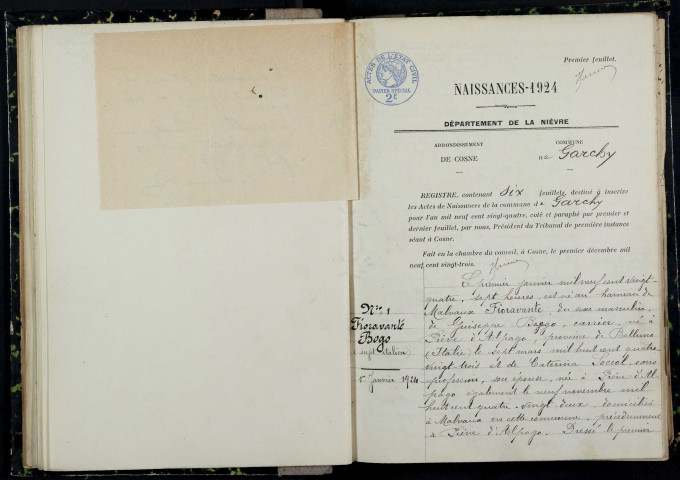 Premier feuillet.
ACTES DE L'ÉTAT CIVIL
PAPIER SPÉCIAL
2F
NAISSANCES-1924
DÉPARTEMENT DE LA NIÈVRE
ARRONDISSEMENT
DE COSNE
COMMUNE
de Garchy
REGISTRE, contenant Six feuillets, destiné à inscrire
les Actes de Naissances de la commune de Garchy
pour l'an mil neuf cent vingt-quatre, coté et paraphé par premier et
dernier feuillet, par nous, Président du Tribunal de première instance
séant à Cosne.
Fait en la chambre du conseil, à Cosne, le premier décembre mil
neuf cent vingt-trois.
No 1
Fioravante
Bogo
(sujet italien)
1er Janvier 1924
Le premier janvier mil neuf cent vingt-
quatre, sept heures, est né au hameau de
Malvaux Fioravante, du sexe masculin,
de Guiseppe Bogo, carrier, né à
Piève d'Alpago, province de Belluno
(Italie) le sept mars mil huit cent quatre
vingt trois et de Caterina Soccal, sans
profession, son épouse, née à Piève d'Al
pago également le neuf novembre mil
huit cent quatre-vingt deux, domiciliés
à Malvaux en cette commune, précédemment
à Piève d'Alpago. Dressé le premier